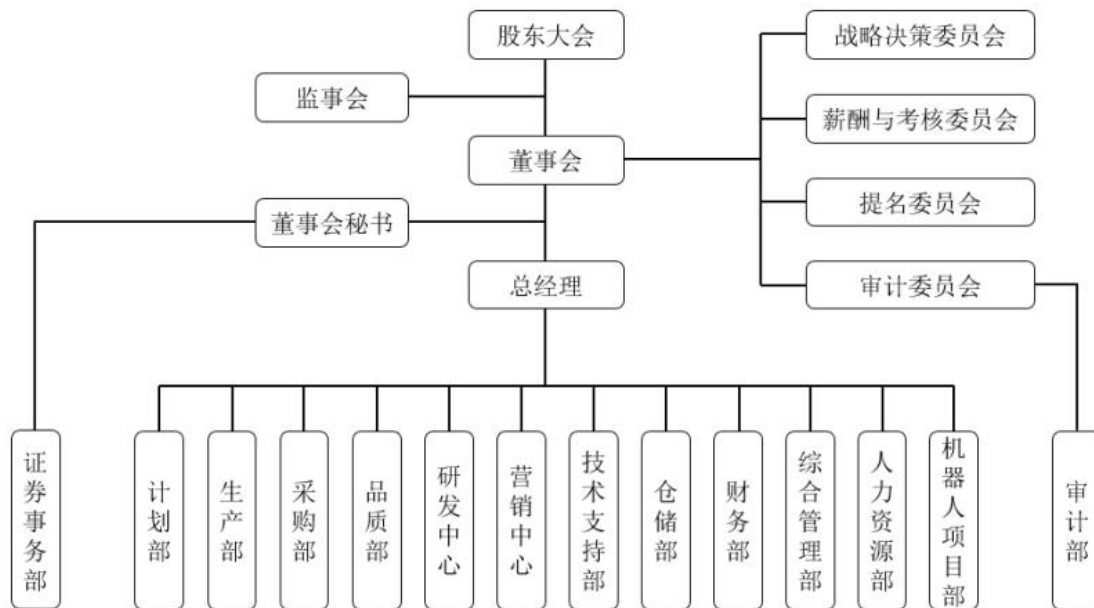 股东大会
战略决策委员会
监事会
薪酬与考核委员会
董事会
提名委员会
董事会秘书
总经理
审计委员会
证券事务部
计划部
生产部
采购部
品质部
研发中心
营销中心
技术支持部
仓储部
财务部
综合管理部
人力资源部
机器人项目部
审计部